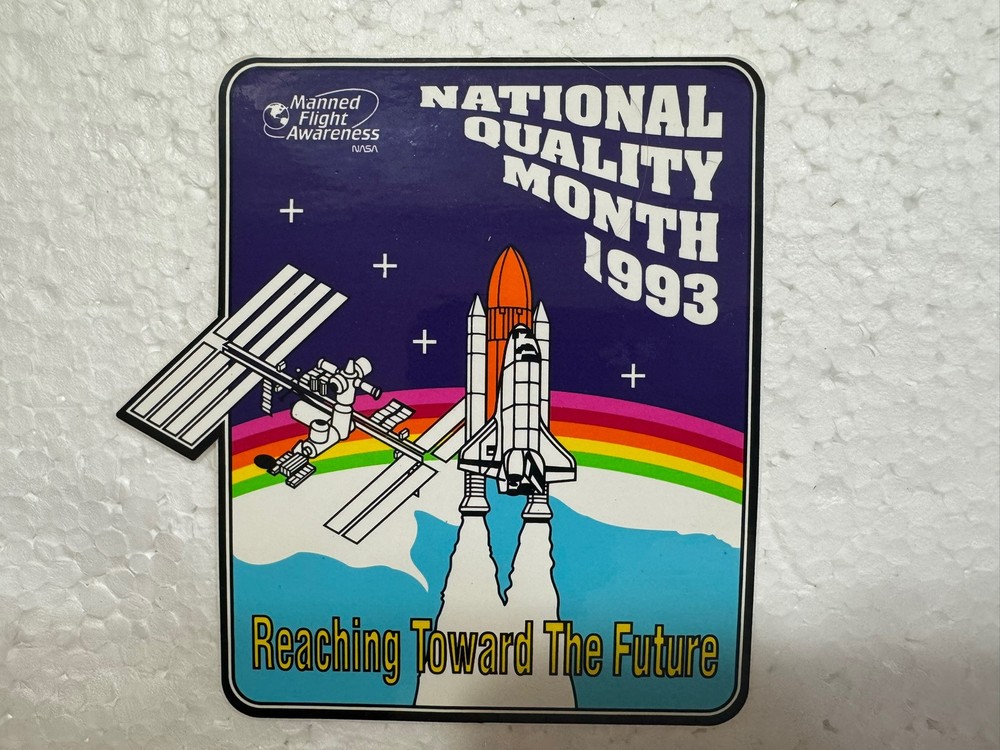 Manned
Flight
Awareness
NASA
NATIONAL
QUALITY
MONTH
1993
Reaching Toward The Future